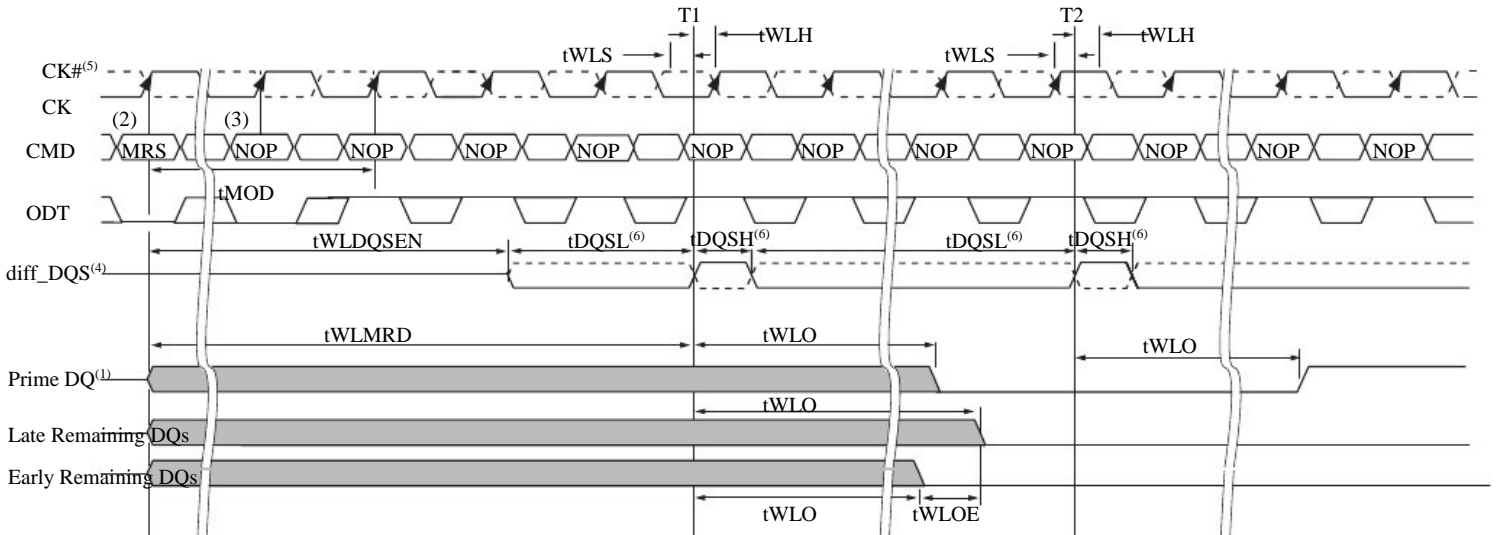 T1 T2
tWLH tWLH
tWLS tWLS
CK#(5)
CK
(2) (3)
CMD MRS NOP NOP NOP NOP NOP NOP NOP NOP NOP NOP NOP
tMOD
ODT
tWLDQSEN tDQSL(6) tDQSH(6) tDQSL(6) tDQSH(6)
diff_DQS(4)
tWLMRD tWLO
tWLO
Prime DQ(1)
tWLO
Late Remaining DQs
Early Remaining DQs
tWLO tWLOE